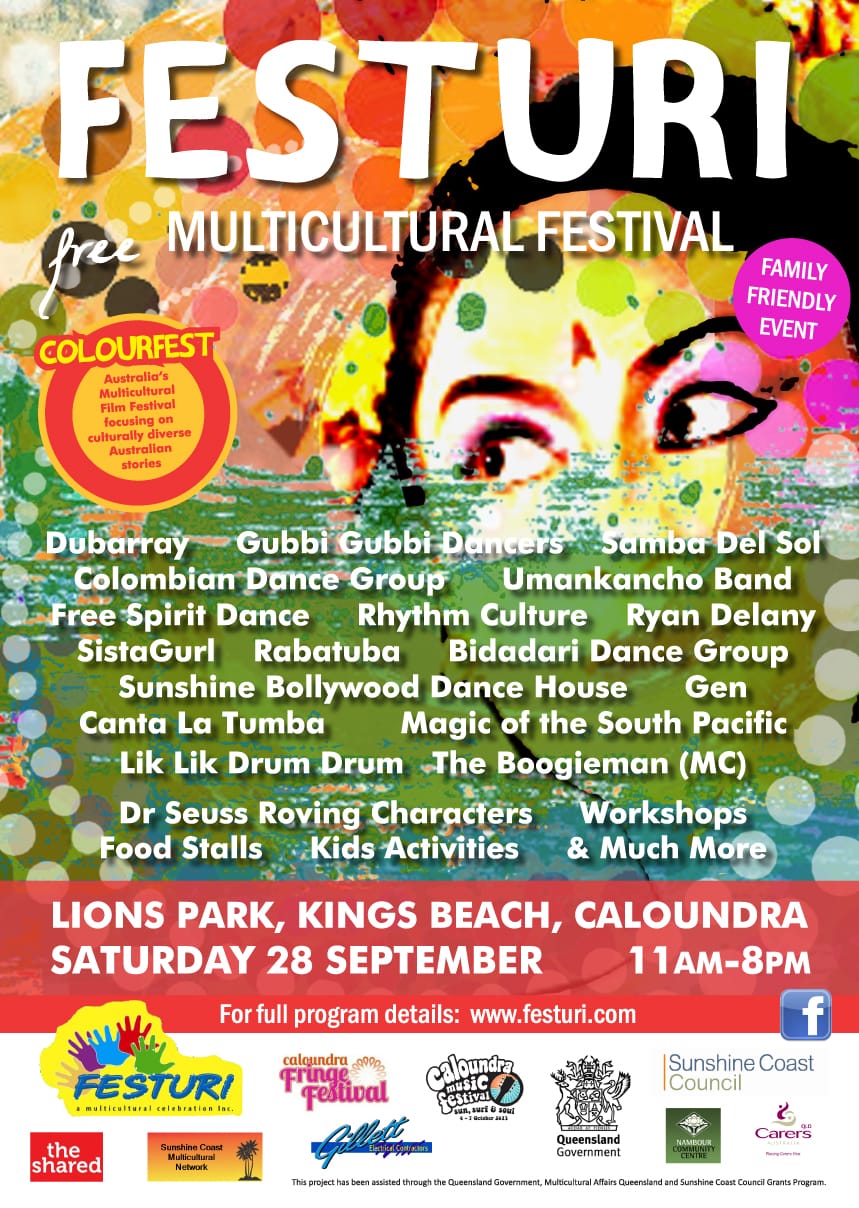 FESTURI
free MULTICULTURAL FESTIVAL
FAMILY
FRIENDLY
EVENT
COLOURFEST
Australia's
Multicultural
Film Festival
focusing on
culturally diverse
Australian
stories
Dubarray Gubbi Gubbi Dancers Samba Del Sol
Colombian Dance Group Umankancho Band
Free Spirit Dance Rhythm Culture Ryan Delany
SistaGurl Rabatuba Bidadari Dance Group
Sunshine Bollywood Dance House Gen
Canta La Tumba Magic of the South Pacific
Lik Lik Drum Drum The Boogieman (MC)
Dr Seuss Roving Characters Workshops
Food Stalls Kids Activities & Much More
LIONS PARK, KINGS BEACH, CALOUNDRA
SATURDAY 28 SEPTEMBER 11AM-8PM
For full program details: www.festuri.com
f
FESTURI
a multicultural celebration Inc.
caloundra
Fringe
Festival
caloundra
music
festival
sun, surf & soul
4 - 7 October 2013
Queensland
Government
Sunshine Coast
Council
the
shared
Sunshine Coast
Multicultural
Network
Gillett
Electrical Contractors
NAMBOUR
COMMUNITY
CENTRE
QLD
Carers
AUSTRALIA
This project has been assisted through the Queensland Government, Multicultural Affairs Queensland and Sunshine Coast Council Grants Program.